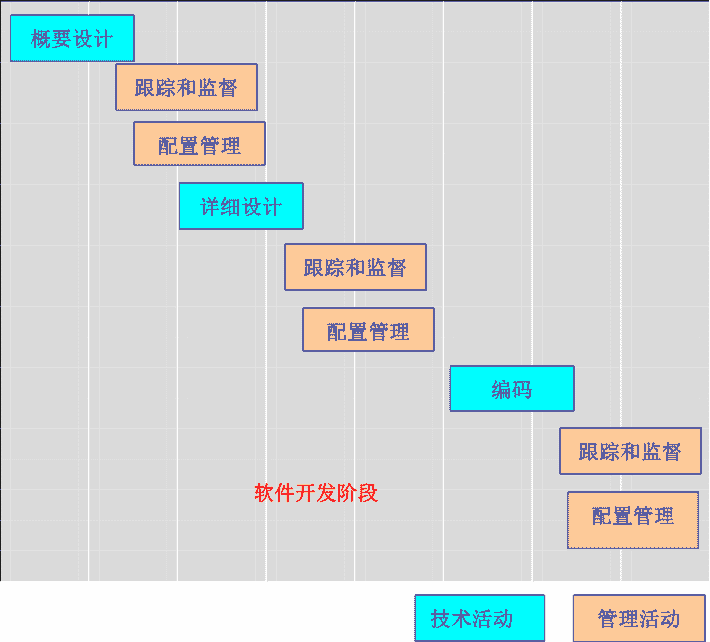 概要设计
跟踪和监督
配置管理
详细设计
跟踪和监督
配置管理
编码
跟踪和监督
软件开发阶段
配置管理
技术活动
管理活动